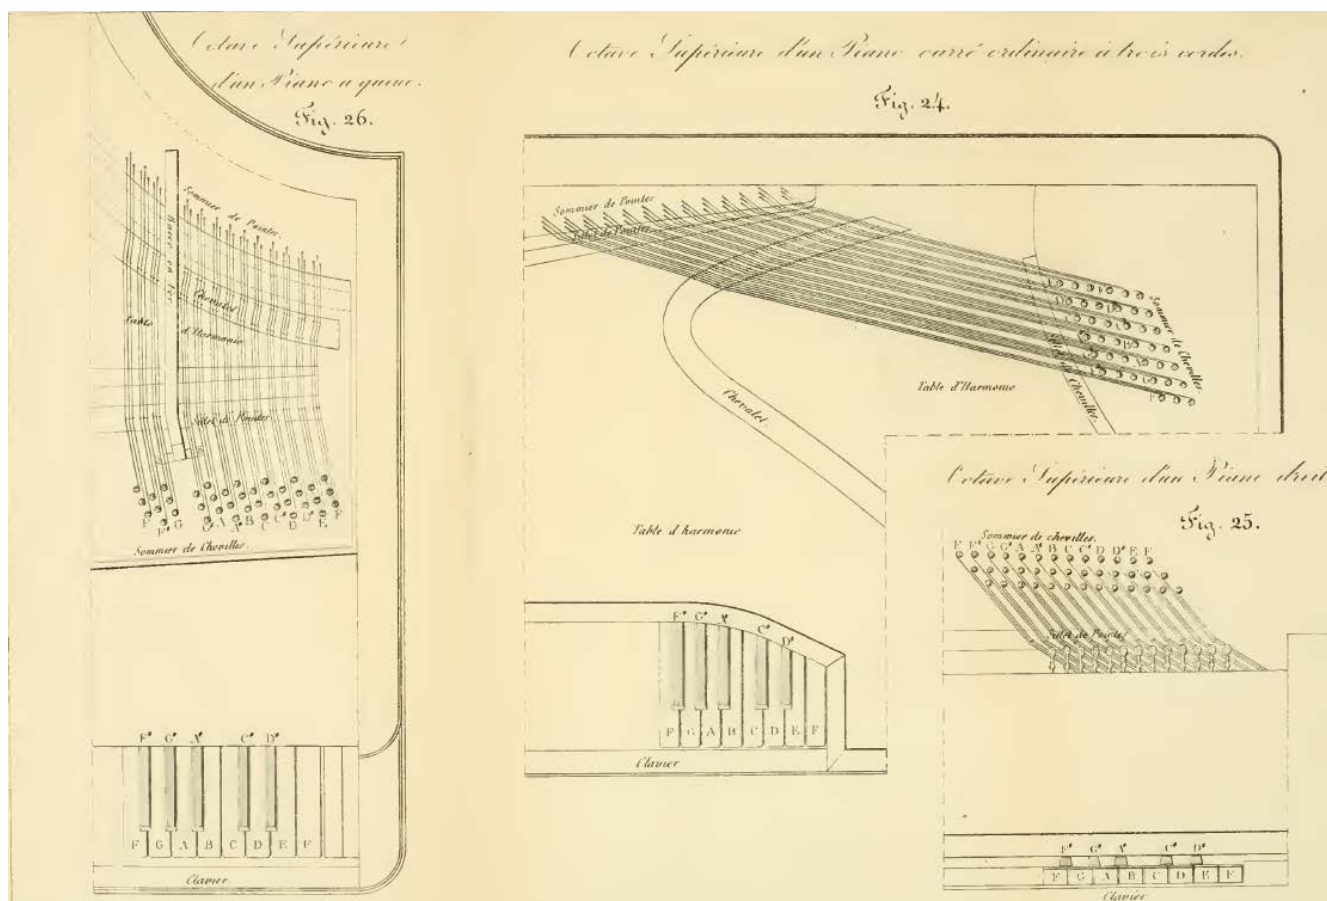 Octave Supérieure
d'un Piano a queue.
Fig. 26.
Sommier de Pointes.
Barre en Fer
Chevalet
Table d'Harmonie
Sillet de Pointes
F F♯ G G♯ A A♯ B C C♯ D D♯ E F
Sommier de Chevilles.
F♯ G♯ A♯ C♯ D♯
F G A B C D E F
Clavier.
Octave Supérieure d'un Piano carré ordinaire à trois cordes.
Fig. 24.
Sommier de Pointes
Sillet de Pointes
Sommier de Chevilles.
Sillet de Chevilles.
Table d'Harmonie
Chevalet.
Table d'harmonie
F♯ G♯ A♯ C♯ D♯
F G A B C D E F
Clavier
Octave Supérieure d'un Piano droit
Fig. 25.
Sommier de chevilles.
F F♯ G G♯ A A♯ B C C♯ D D♯ E F
Sillet de Pointes
F♯ G♯ A♯ C♯ D♯
F G A B C D E F
Clavier